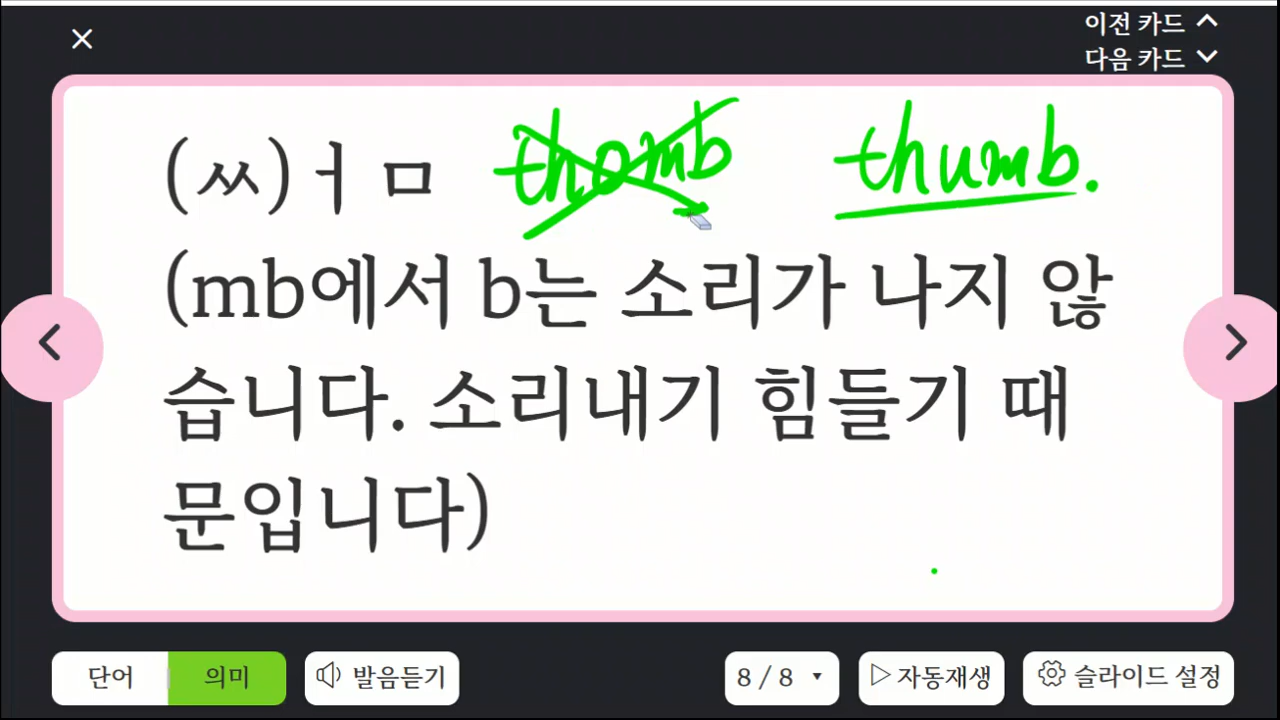 이전 카드
다음 카드
(ㅆ)ㅓㅁ thomb thumb.
(mb에서 b는 소리가 나지 않
습니다. 소리내기 힘들기 때
문입니다)
단어 의미 발음듣기 8 / 8 자동재생 슬라이드 설정